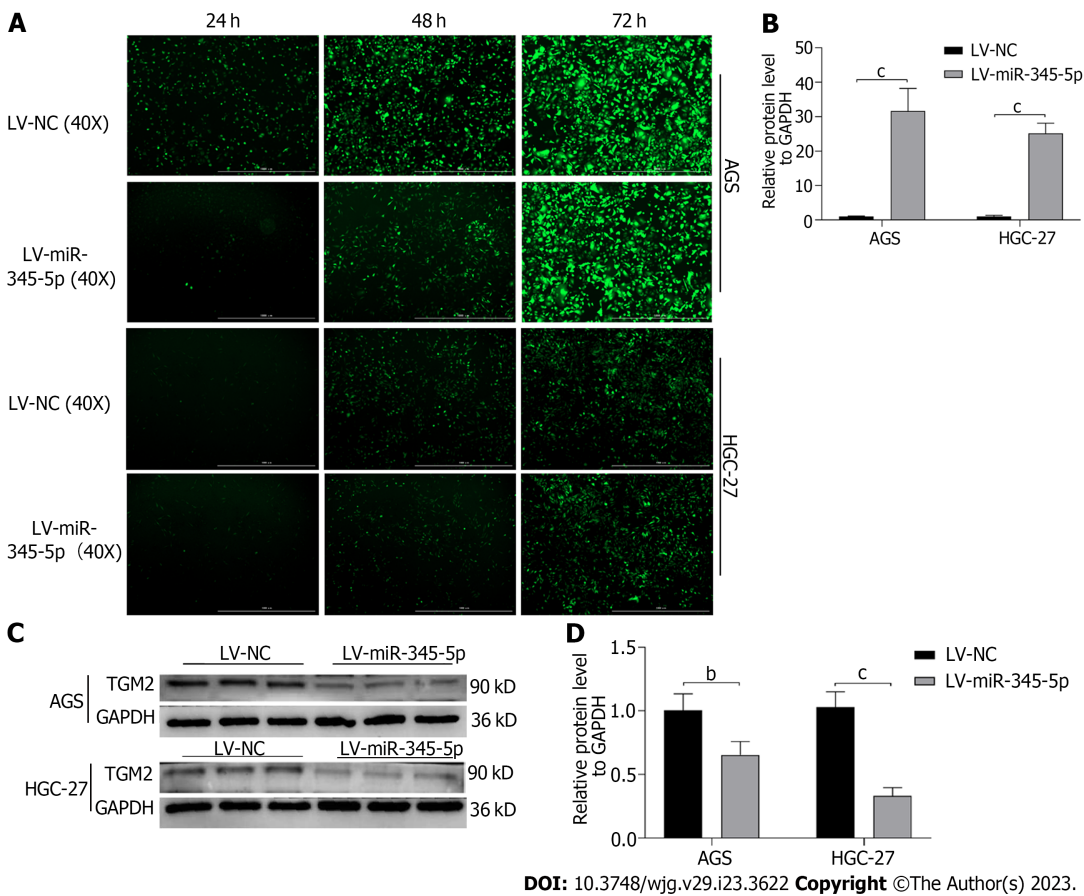 A
24 h 48 h 72 h
LV-NC (40X)
LV-miR-
345-5p (40X)
AGS
LV-NC (40X)
LV-miR-
345-5p (40X)
HGC-27
B
LV-NC
LV-miR-345-5p
Relative protein level
to GAPDH
50
40
30
20
10
0
c
c
AGS HGC-27
C
LV-NC LV-miR-345-5p
AGS
TGM2 90 kD
GAPDH 36 kD
LV-NC LV-miR-345-5p
HGC-27
TGM2 90 kD
GAPDH 36 kD
D
LV-NC
LV-miR-345-5p
Relative protein level
to GAPDH
1.5
1.0
0.5
0.0
b
c
AGS HGC-27
DOI: 10.3748/wjg.v29.i23.3622 Copyright ©The Author(s) 2023.